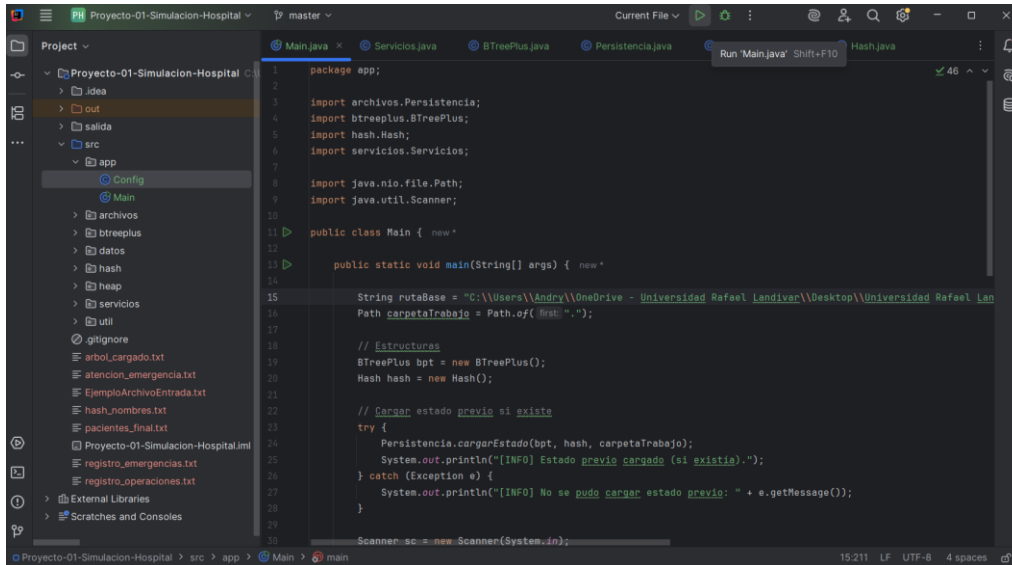 PH Proyecto-01-Simulacion-Hospital master Current File
Project
Main.java Servicios.java BTreePlus.java Persistencia.java Hash.java
Run 'Main.java' Shift+F10
46
Proyecto-01-Simulacion-Hospital C:\
.idea
out
salida
src
app
Config
Main
archivos
btreeplus
datos
hash
heap
servicios
util
.gitignore
arbol_cargado.txt
atencion_emergencia.txt
EjemploArchivoEntrada.txt
hash_nombres.txt
pacientes_final.txt
Proyecto-01-Simulacion-Hospital.iml
registro_emergencias.txt
registro_operaciones.txt
External Libraries
Scratches and Consoles
1 package app;
2
3 import archivos.Persistencia;
4 import btreeplus.BTreePlus;
5 import hash.Hash;
6 import servicios.Servicios;
7
8 import java.nio.file.Path;
9 import java.util.Scanner;
10
11 public class Main { new *
12
13 public static void main(String[] args) { new *
14
15 String rutaBase = "C:\\Users\\Andry\\OneDrive - Universidad Rafael Landivar\\Desktop\\Universidad Rafael Lan
16 Path carpetaTrabajo = Path.of( first: ".");
17
18 // Estructuras
19 BTreePlus bpt = new BTreePlus();
20 Hash hash = new Hash();
21
22 // Cargar estado previo si existe
23 try {
24 Persistencia.cargarEstado(bpt, hash, carpetaTrabajo);
25 System.out.println("[INFO] Estado previo cargado (si existía).");
26 } catch (Exception e) {
27 System.out.println("[INFO] No se pudo cargar estado previo: " + e.getMessage());
28 }
29
30 Scanner sc = new Scanner(System.in);
Proyecto-01-Simulacion-Hospital > src > app > Main > main 15:211 LF UTF-8 4 spaces